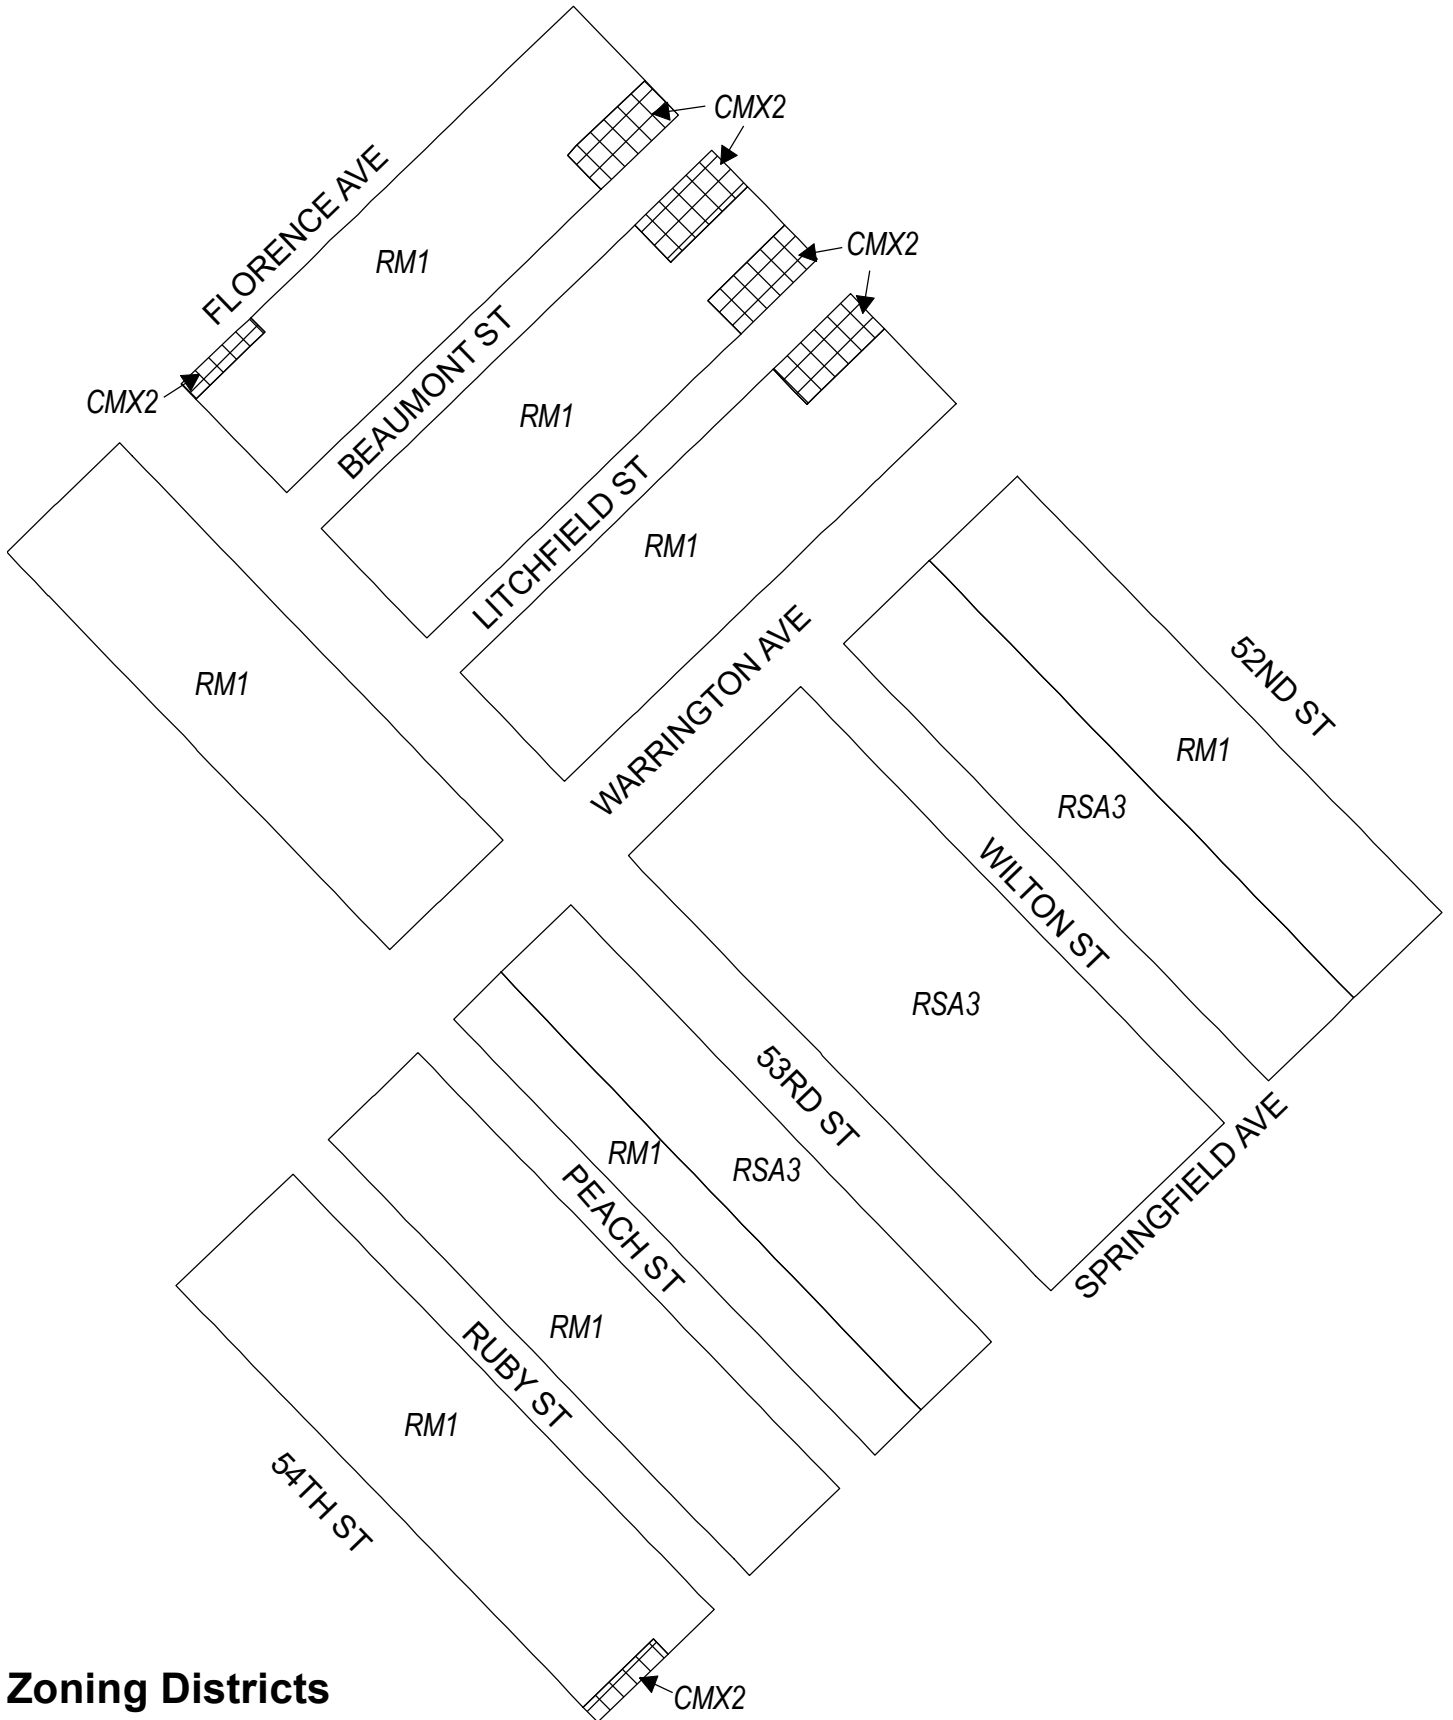 CMX2
FLORENCE AVE
CMX2
RM1
CMX2
BEAUMONT ST
RM1
LITCHFIELD ST
RM1
52ND ST
WARRINGTON AVE
RM1
RM1
RSA3
WILTON ST
RSA3
53RD ST
SPRINGFIELD AVE
RM1
RSA3
PEACH ST
RM1
RUBY ST
RM1
54TH ST
Zoning Districts
CMX2